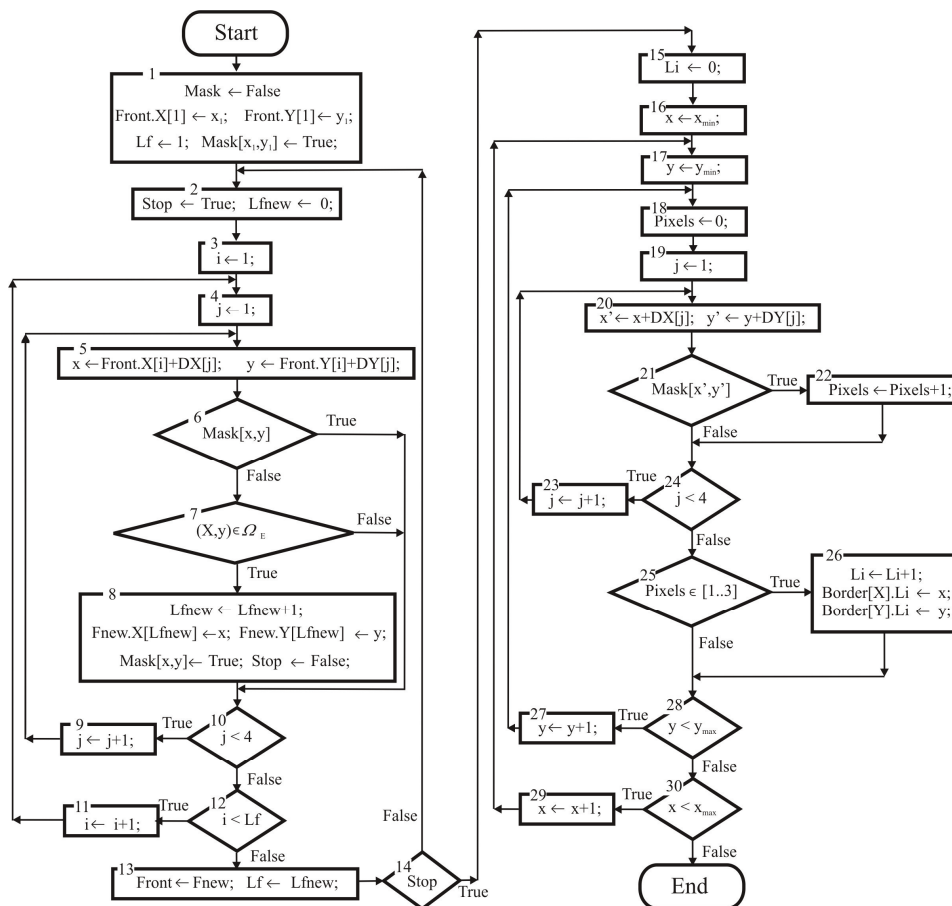 Start
1
Mask ← False
Front.X[1] ← x₁; Front.Y[1] ← y₁;
Lf ← 1; Mask[x₁,y₁] ← True;
2
Stop ← True; Lfnew ← 0;
3
i ← 1;
4
j ← 1;
5
x ← Front.X[i]+DX[j]; y ← Front.Y[i]+DY[j];
6
Mask[x,y]
True
False
7
(X,y)∈Ω E
False
True
8
Lfnew ← Lfnew+1;
Fnew.X[Lfnew] ← x; Fnew.Y[Lfnew] ← y;
Mask[x,y] ← True; Stop ← False;
9
j ← j+1;
True
10
j < 4
False
11
i ← i+1;
True
12
i < Lf
False
13
Front ← Fnew; Lf ← Lfnew;
14
Stop
False
True
15
Li ← 0;
16
x ← xmin;
17
y ← ymin;
18
Pixels ← 0;
19
j ← 1;
20
x’ ← x+DX[j]; y’ ← y+DY[j];
21
Mask[x’,y’]
True
22
Pixels ← Pixels+1;
False
23
j ← j+1;
True
24
j < 4
False
25
Pixels ∈ [1..3]
True
26
Li ← Li+1;
Border[X].Li ← x;
Border[Y].Li ← y;
False
27
y ← y+1;
True
28
y < ymax
False
29
x ← x+1;
True
30
x < xmax
False
End